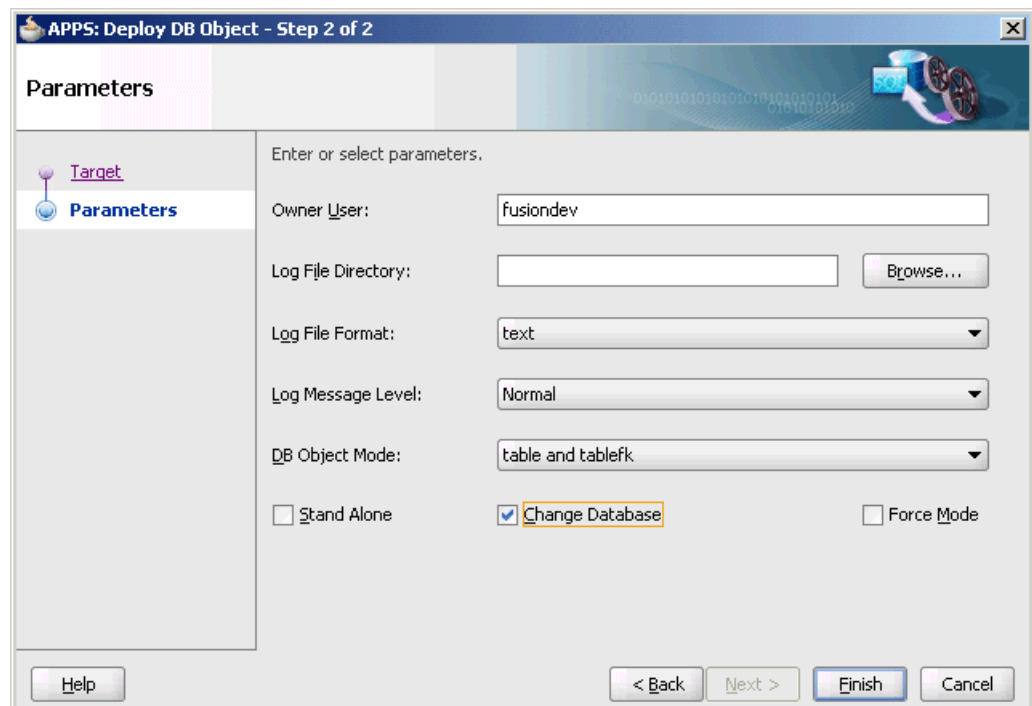 APPS: Deploy DB Object - Step 2 of 2
Parameters
SQL
Target
Parameters
Enter or select parameters.
Owner User: fusiondev
Log File Directory: Browse...
Log File Format: text
Log Message Level: Normal
DB Object Mode: table and tablefk
Stand Alone Change Database Force Mode
Help < Back Next > Finish Cancel